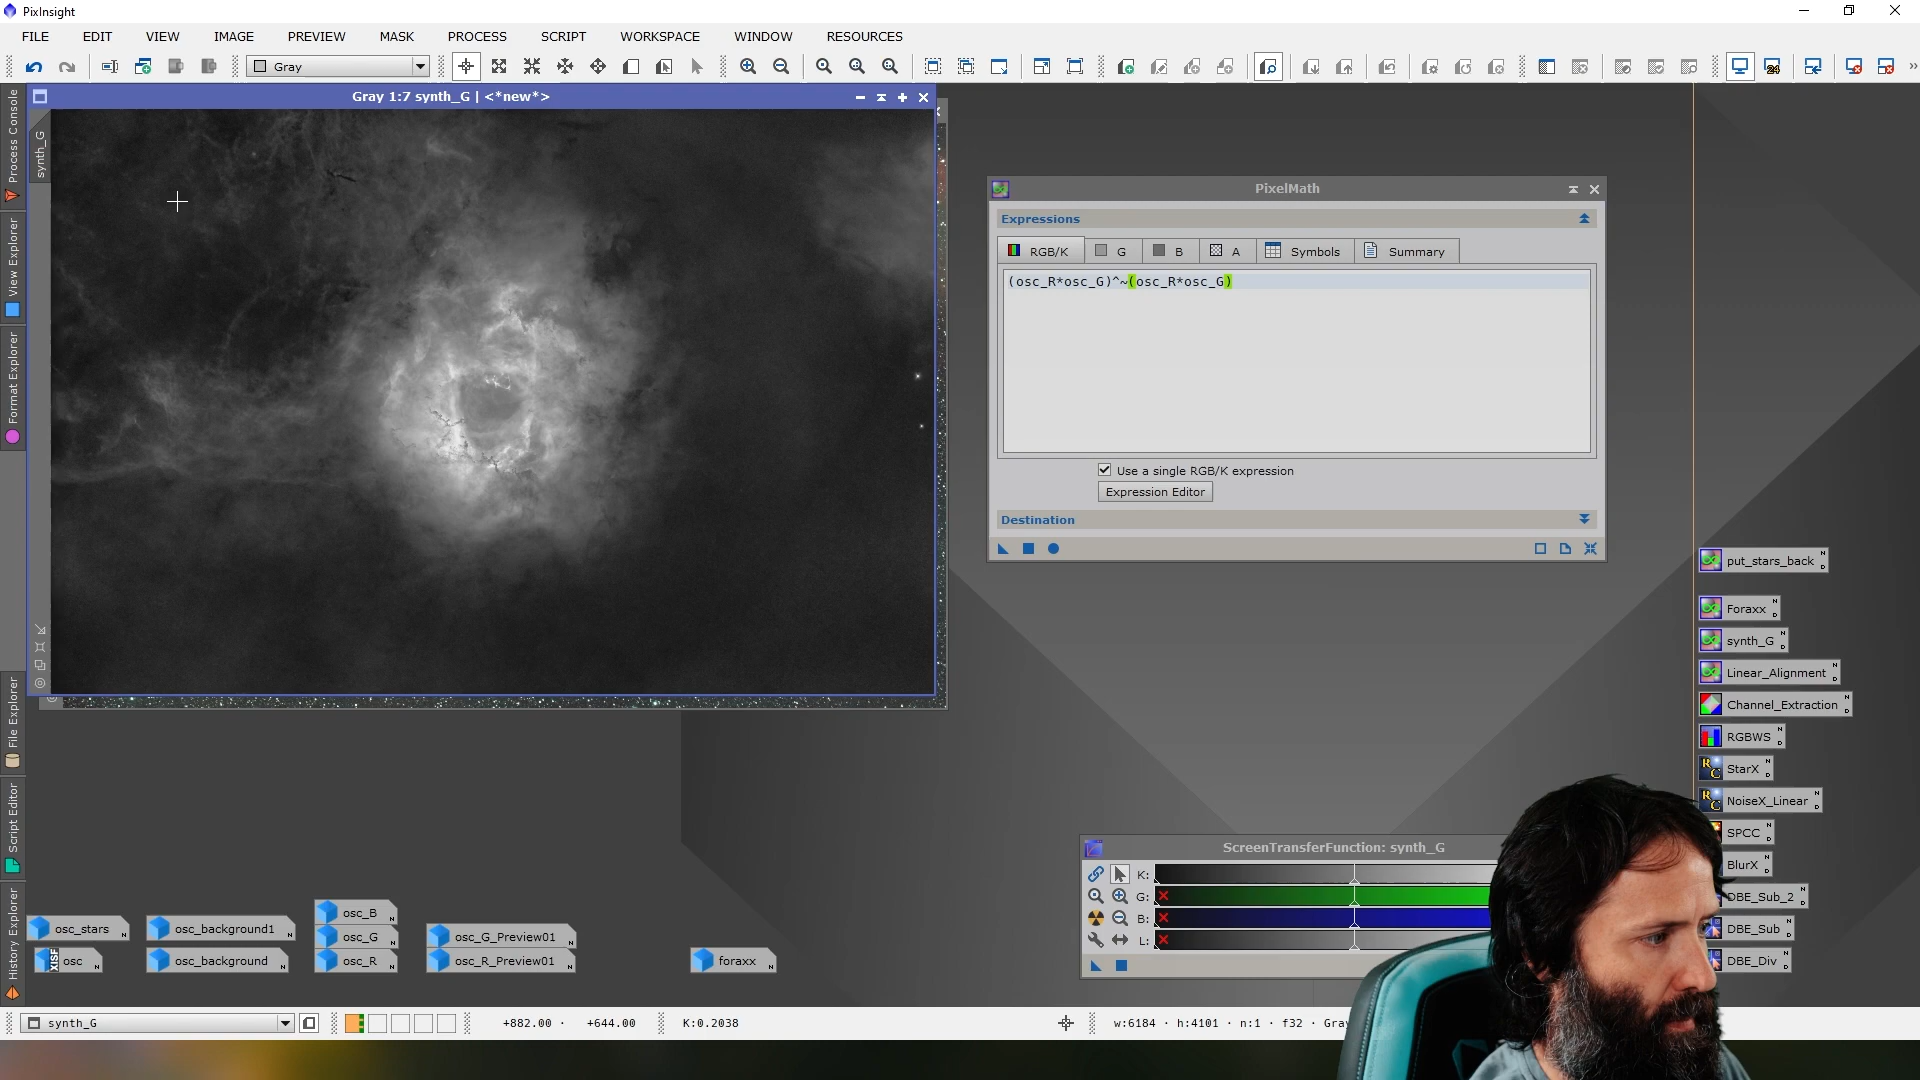 PixInsight
FILE EDIT VIEW IMAGE PREVIEW MASK PROCESS SCRIPT WORKSPACE WINDOW RESOURCES
Gray
24
Process Console
View Explorer
Format Explorer
File Explorer
Script Editor
History Explorer
Gray 1:7 synth_G | <*new*>
synth_G
PixelMath
Expressions
RGB/K G B A Symbols Summary
(osc_R*osc_G)^~(osc_R*osc_G)
Use a single RGB/K expression
Expression Editor
Destination
put_stars_back
Foraxx
synth_G
Linear_Alignment
Channel_Extraction
RGBWS
StarX
NoiseX_Linear
SPCC
BlurX
DBE_Sub_2
DBE_Sub
DBE_Div
ScreenTransferFunction: synth_G
K:
G:
B:
L:
osc_stars
osc
osc_background1
osc_background
osc_B
osc_G
osc_R
osc_G_Preview01
osc_R_Preview01
foraxx
synth_G
+882.00 · +644.00 K:0.2038
w:6184 · h:4101 · n:1 · f32 ·